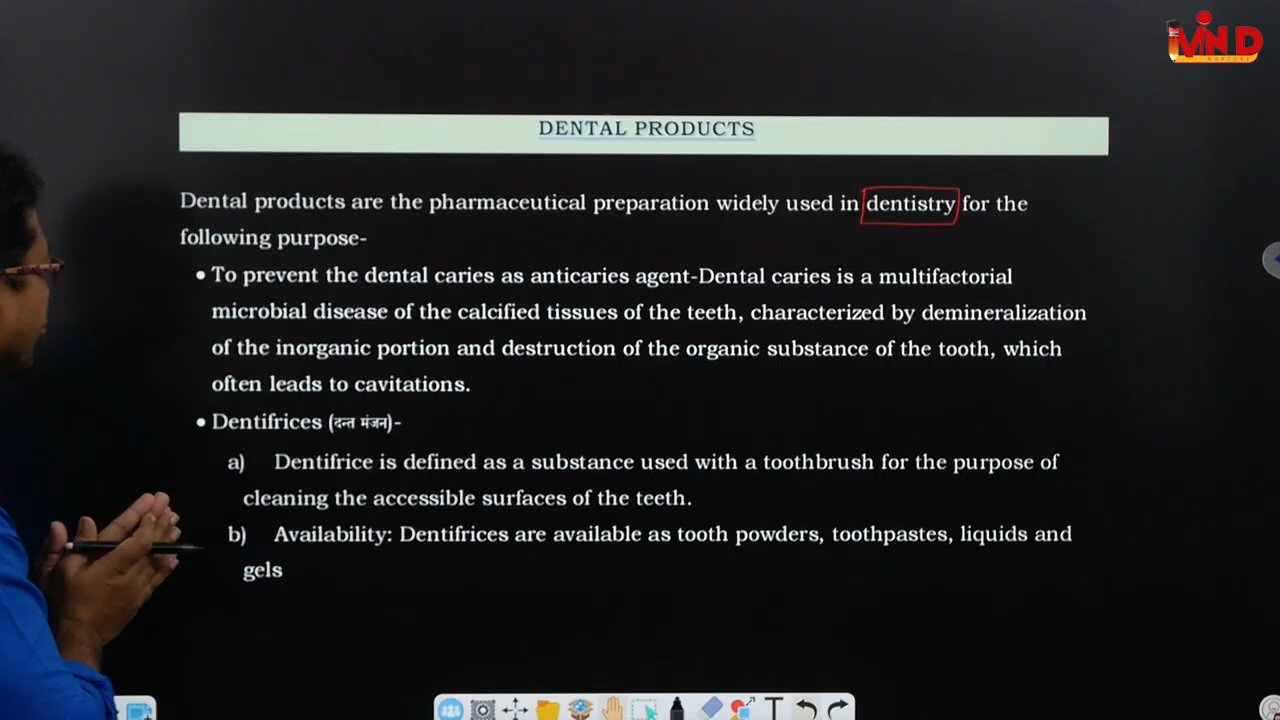 MIND
NURTURE
DENTAL PRODUCTS
Dental products are the pharmaceutical preparation widely used in dentistry for the
following purpose-
• To prevent the dental caries as anticaries agent-Dental caries is a multifactorial
microbial disease of the calcified tissues of the teeth, characterized by demineralization
of the inorganic portion and destruction of the organic substance of the tooth, which
often leads to cavitations.
• Dentifrices (दन्त मंजन)-
a) Dentifrice is defined as a substance used with a toothbrush for the purpose of
cleaning the accessible surfaces of the teeth.
b) Availability: Dentifrices are available as tooth powders, toothpastes, liquids and
gels
T